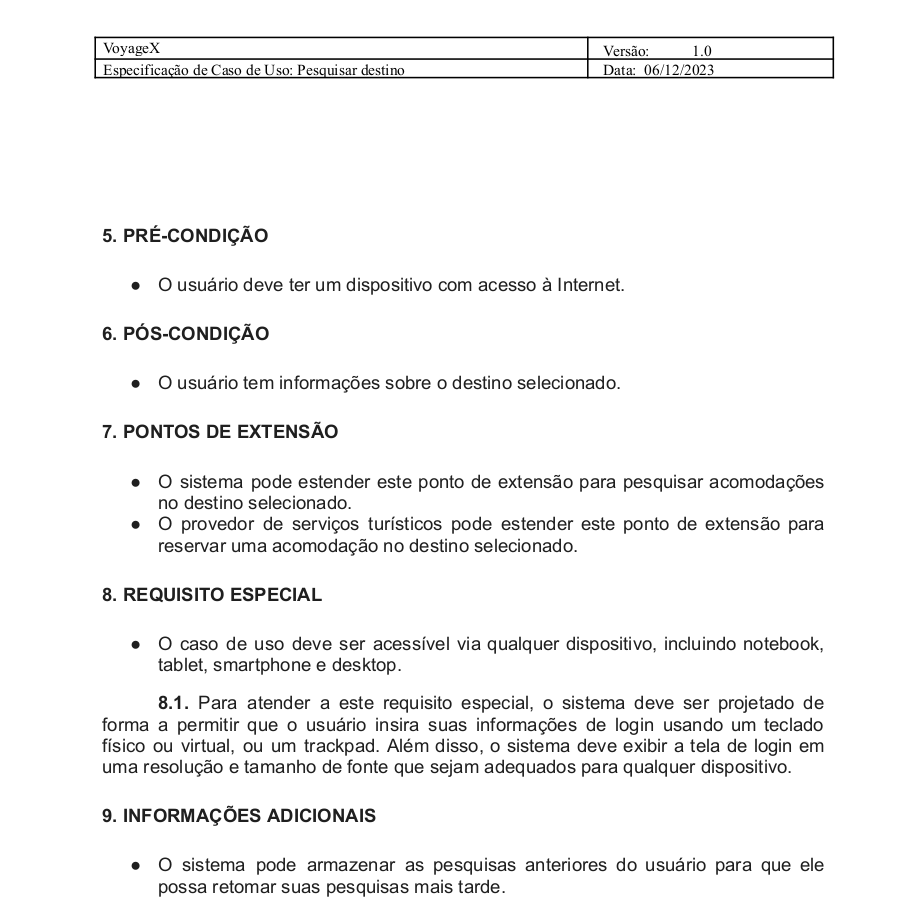 VoyageX
Versão: 1.0
Especificação de Caso de Uso: Pesquisar destino
Data: 06/12/2023
5. PRÉ-CONDIÇÃO
● O usuário deve ter um dispositivo com acesso à Internet.
6. PÓS-CONDIÇÃO
● O usuário tem informações sobre o destino selecionado.
7. PONTOS DE EXTENSÃO
● O sistema pode estender este ponto de extensão para pesquisar acomodações
no destino selecionado.
● O provedor de serviços turísticos pode estender este ponto de extensão para
reservar uma acomodação no destino selecionado.
8. REQUISITO ESPECIAL
● O caso de uso deve ser acessível via qualquer dispositivo, incluindo notebook,
tablet, smartphone e desktop.
8.1. Para atender a este requisito especial, o sistema deve ser projetado de
forma a permitir que o usuário insira suas informações de login usando um teclado
físico ou virtual, ou um trackpad. Além disso, o sistema deve exibir a tela de login em
uma resolução e tamanho de fonte que sejam adequados para qualquer dispositivo.
9. INFORMAÇÕES ADICIONAIS
● O sistema pode armazenar as pesquisas anteriores do usuário para que ele
possa retomar suas pesquisas mais tarde.